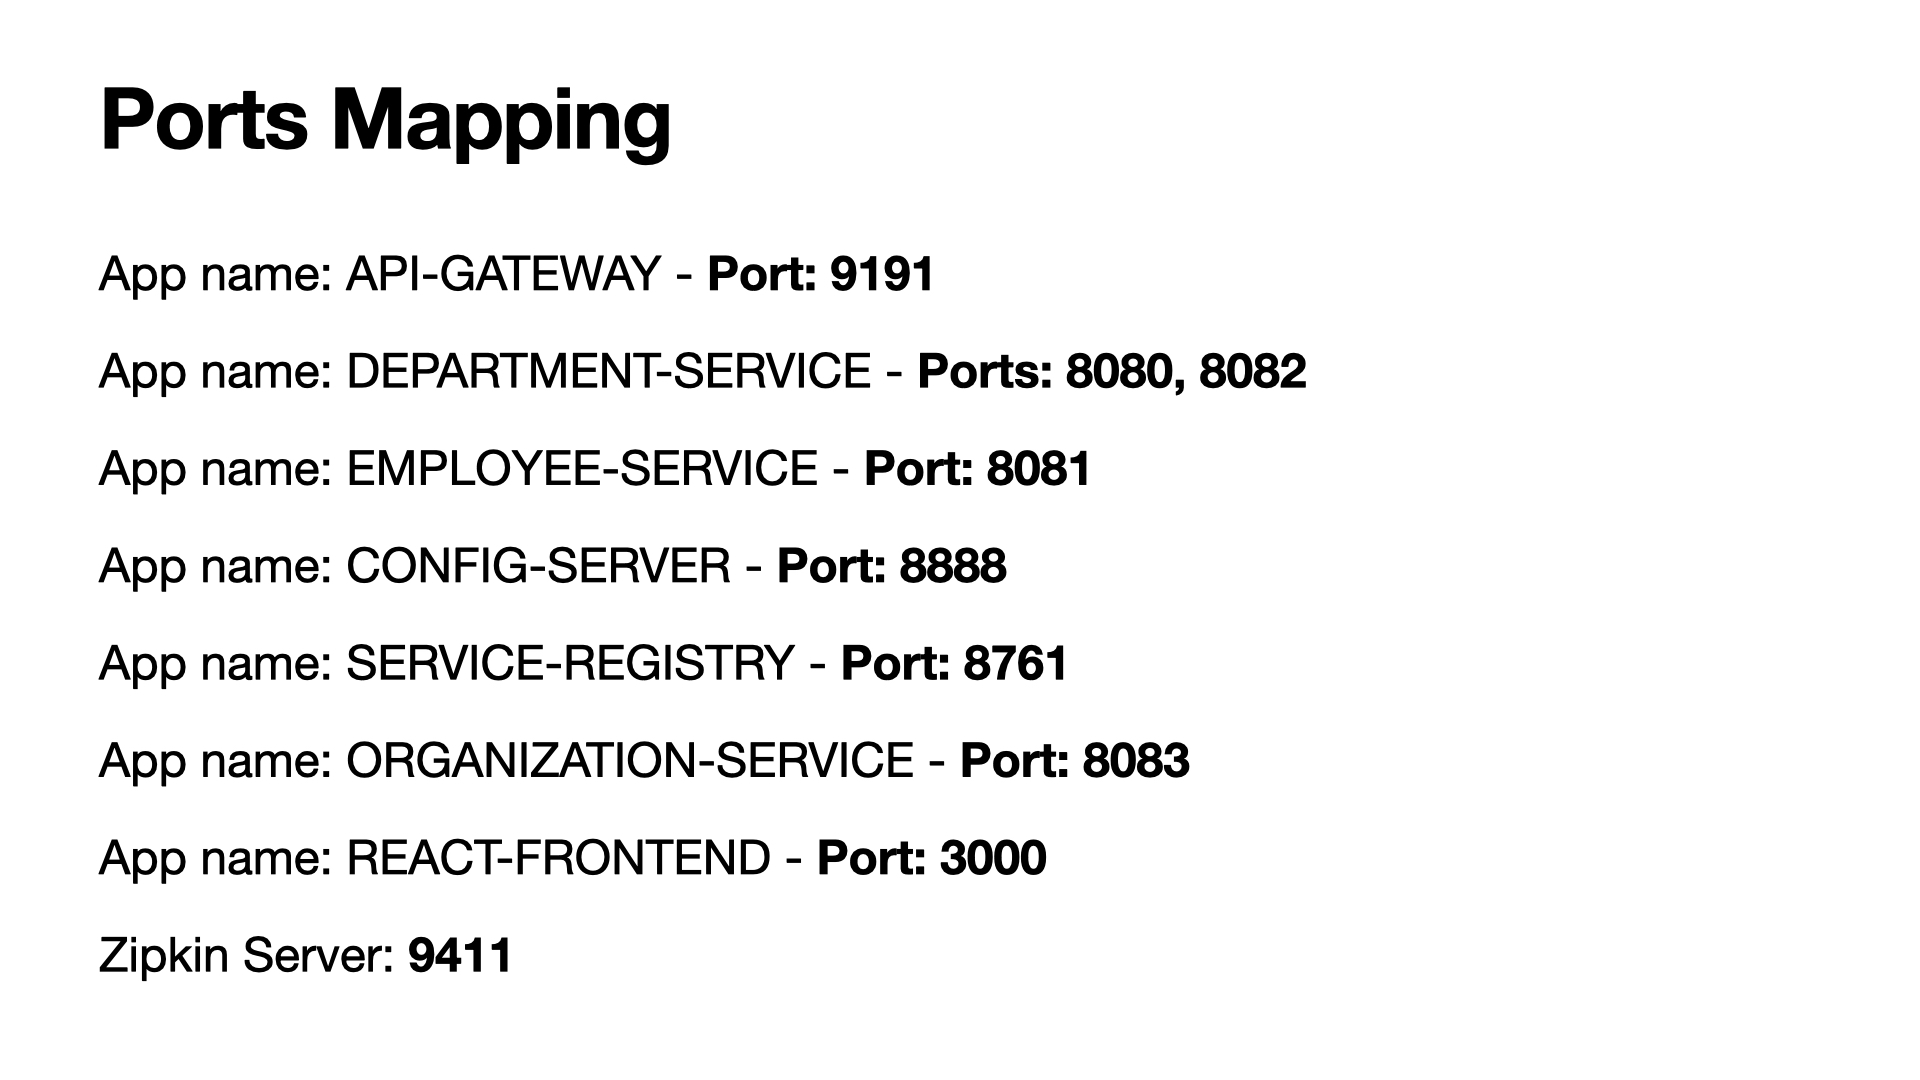 Ports Mapping
App name: API-GATEWAY - Port: 9191
App name: DEPARTMENT-SERVICE - Ports: 8080, 8082
App name: EMPLOYEE-SERVICE - Port: 8081
App name: CONFIG-SERVER - Port: 8888
App name: SERVICE-REGISTRY - Port: 8761
App name: ORGANIZATION-SERVICE - Port: 8083
App name: REACT-FRONTEND - Port: 3000
Zipkin Server: 9411